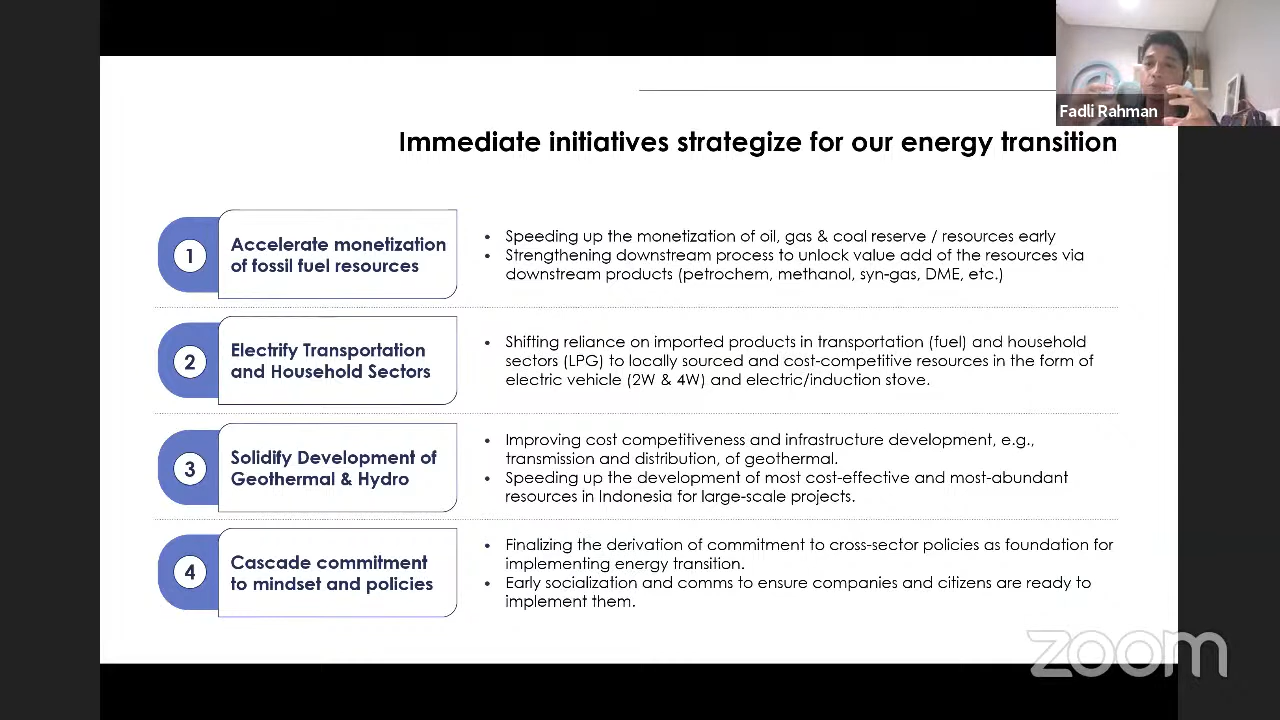 Fadli Rahman
Immediate initiatives strategize for our energy transition
1
Accelerate monetization
of fossil fuel resources
• Speeding up the monetization of oil, gas & coal reserve / resources early
• Strengthening downstream process to unlock value add of the resources via
downstream products (petrochem, methanol, syn-gas, DME, etc.)
2
Electrify Transportation
and Household Sectors
• Shifting reliance on imported products in transportation (fuel) and household
sectors (LPG) to locally sourced and cost-competitive resources in the form of
electric vehicle (2W & 4W) and electric/induction stove.
3
Solidify Development of
Geothermal & Hydro
• Improving cost competitiveness and infrastructure development, e.g.,
transmission and distribution, of geothermal.
• Speeding up the development of most cost-effective and most-abundant
resources in Indonesia for large-scale projects.
4
Cascade commitment
to mindset and policies
• Finalizing the derivation of commitment to cross-sector policies as foundation for
implementing energy transition.
• Early socialization and comms to ensure companies and citizens are ready to
implement them.
zoom